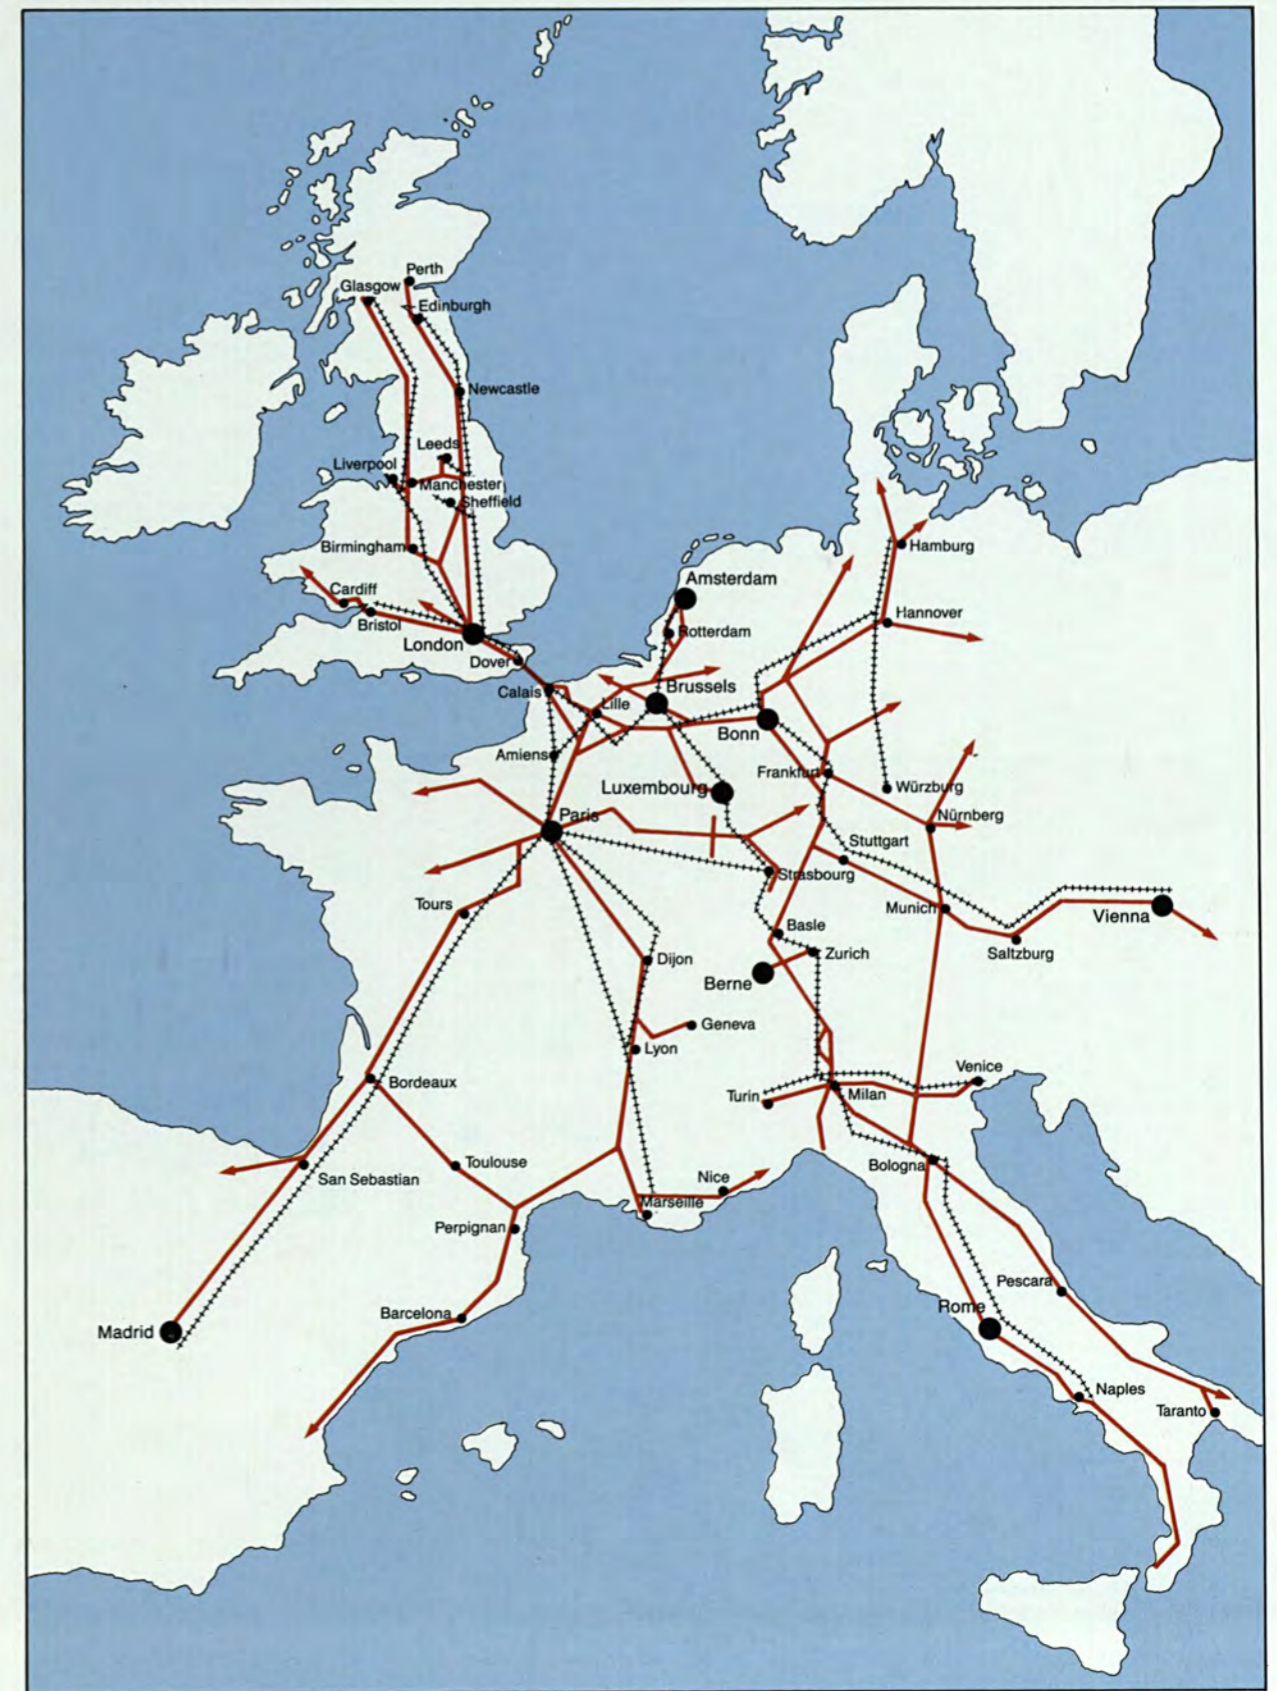 Perth
Glasgow
Edinburgh
Newcastle
Leeds
Liverpool
Manchester
Sheffield
Birmingham
Hamburg
Amsterdam
Cardiff
Hannover
Bristol
Rotterdam
London
Dover
Calais
Brussels
Lille
Bonn
Amiens
Frankfurt
Luxembourg
Würzburg
Paris
Nürnberg
Stuttgart
Strasbourg
Tours
Munich
Vienna
Basle
Zurich
Saltzburg
Dijon
Berne
Geneva
Lyon
Venice
Bordeaux
Turin
Milan
Toulouse
Bologna
San Sebastian
Nice
Marseille
Perpignan
Pescara
Rome
Barcelona
Madrid
Naples
Taranto